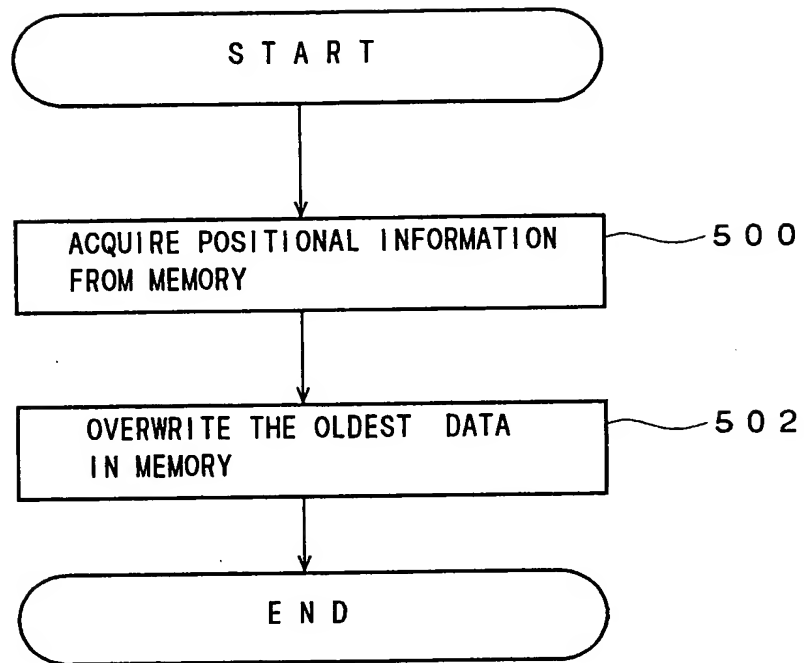 START
ACQUIRE POSITIONAL INFORMATION
FROM MEMORY
500
OVERWRITE THE OLDEST DATA
IN MEMORY
502
END